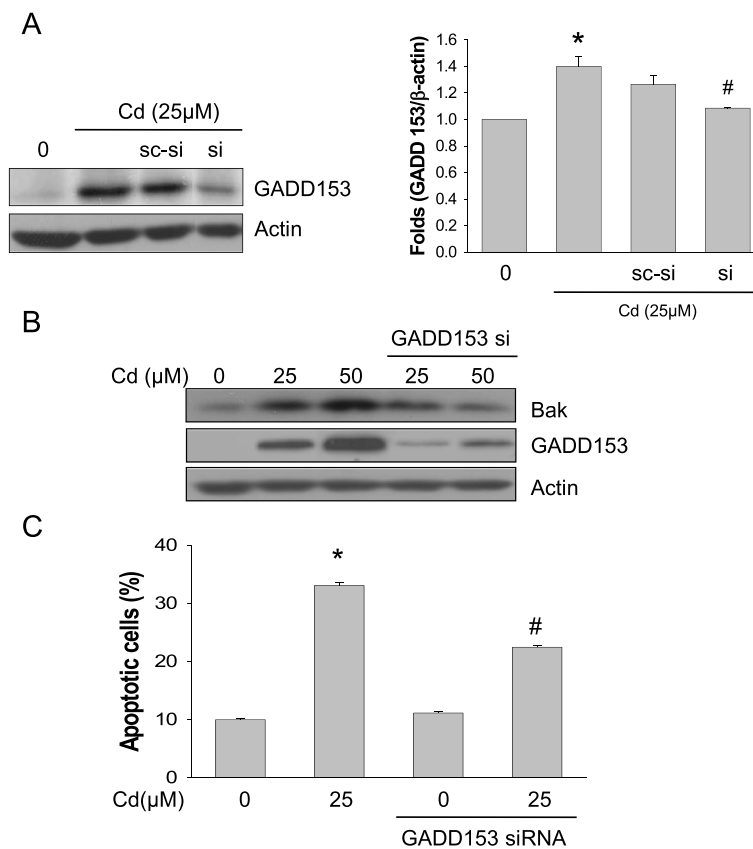 A
Cd (25μM)
0 sc-si si
GADD153
Actin
Folds (GADD 153/β-actin)
1.6
1.4
1.2
1.0
0.8
0.6
0.4
0.2
0.0
*
#
0 sc-si si
Cd (25μM)
B
GADD153 si
Cd (μM) 0 25 50 25 50
Bak
GADD153
Actin
C
Apoptotic cells (%)
40
30
20
10
0
*
#
Cd(μM) 0 25 0 25
GADD153 siRNA